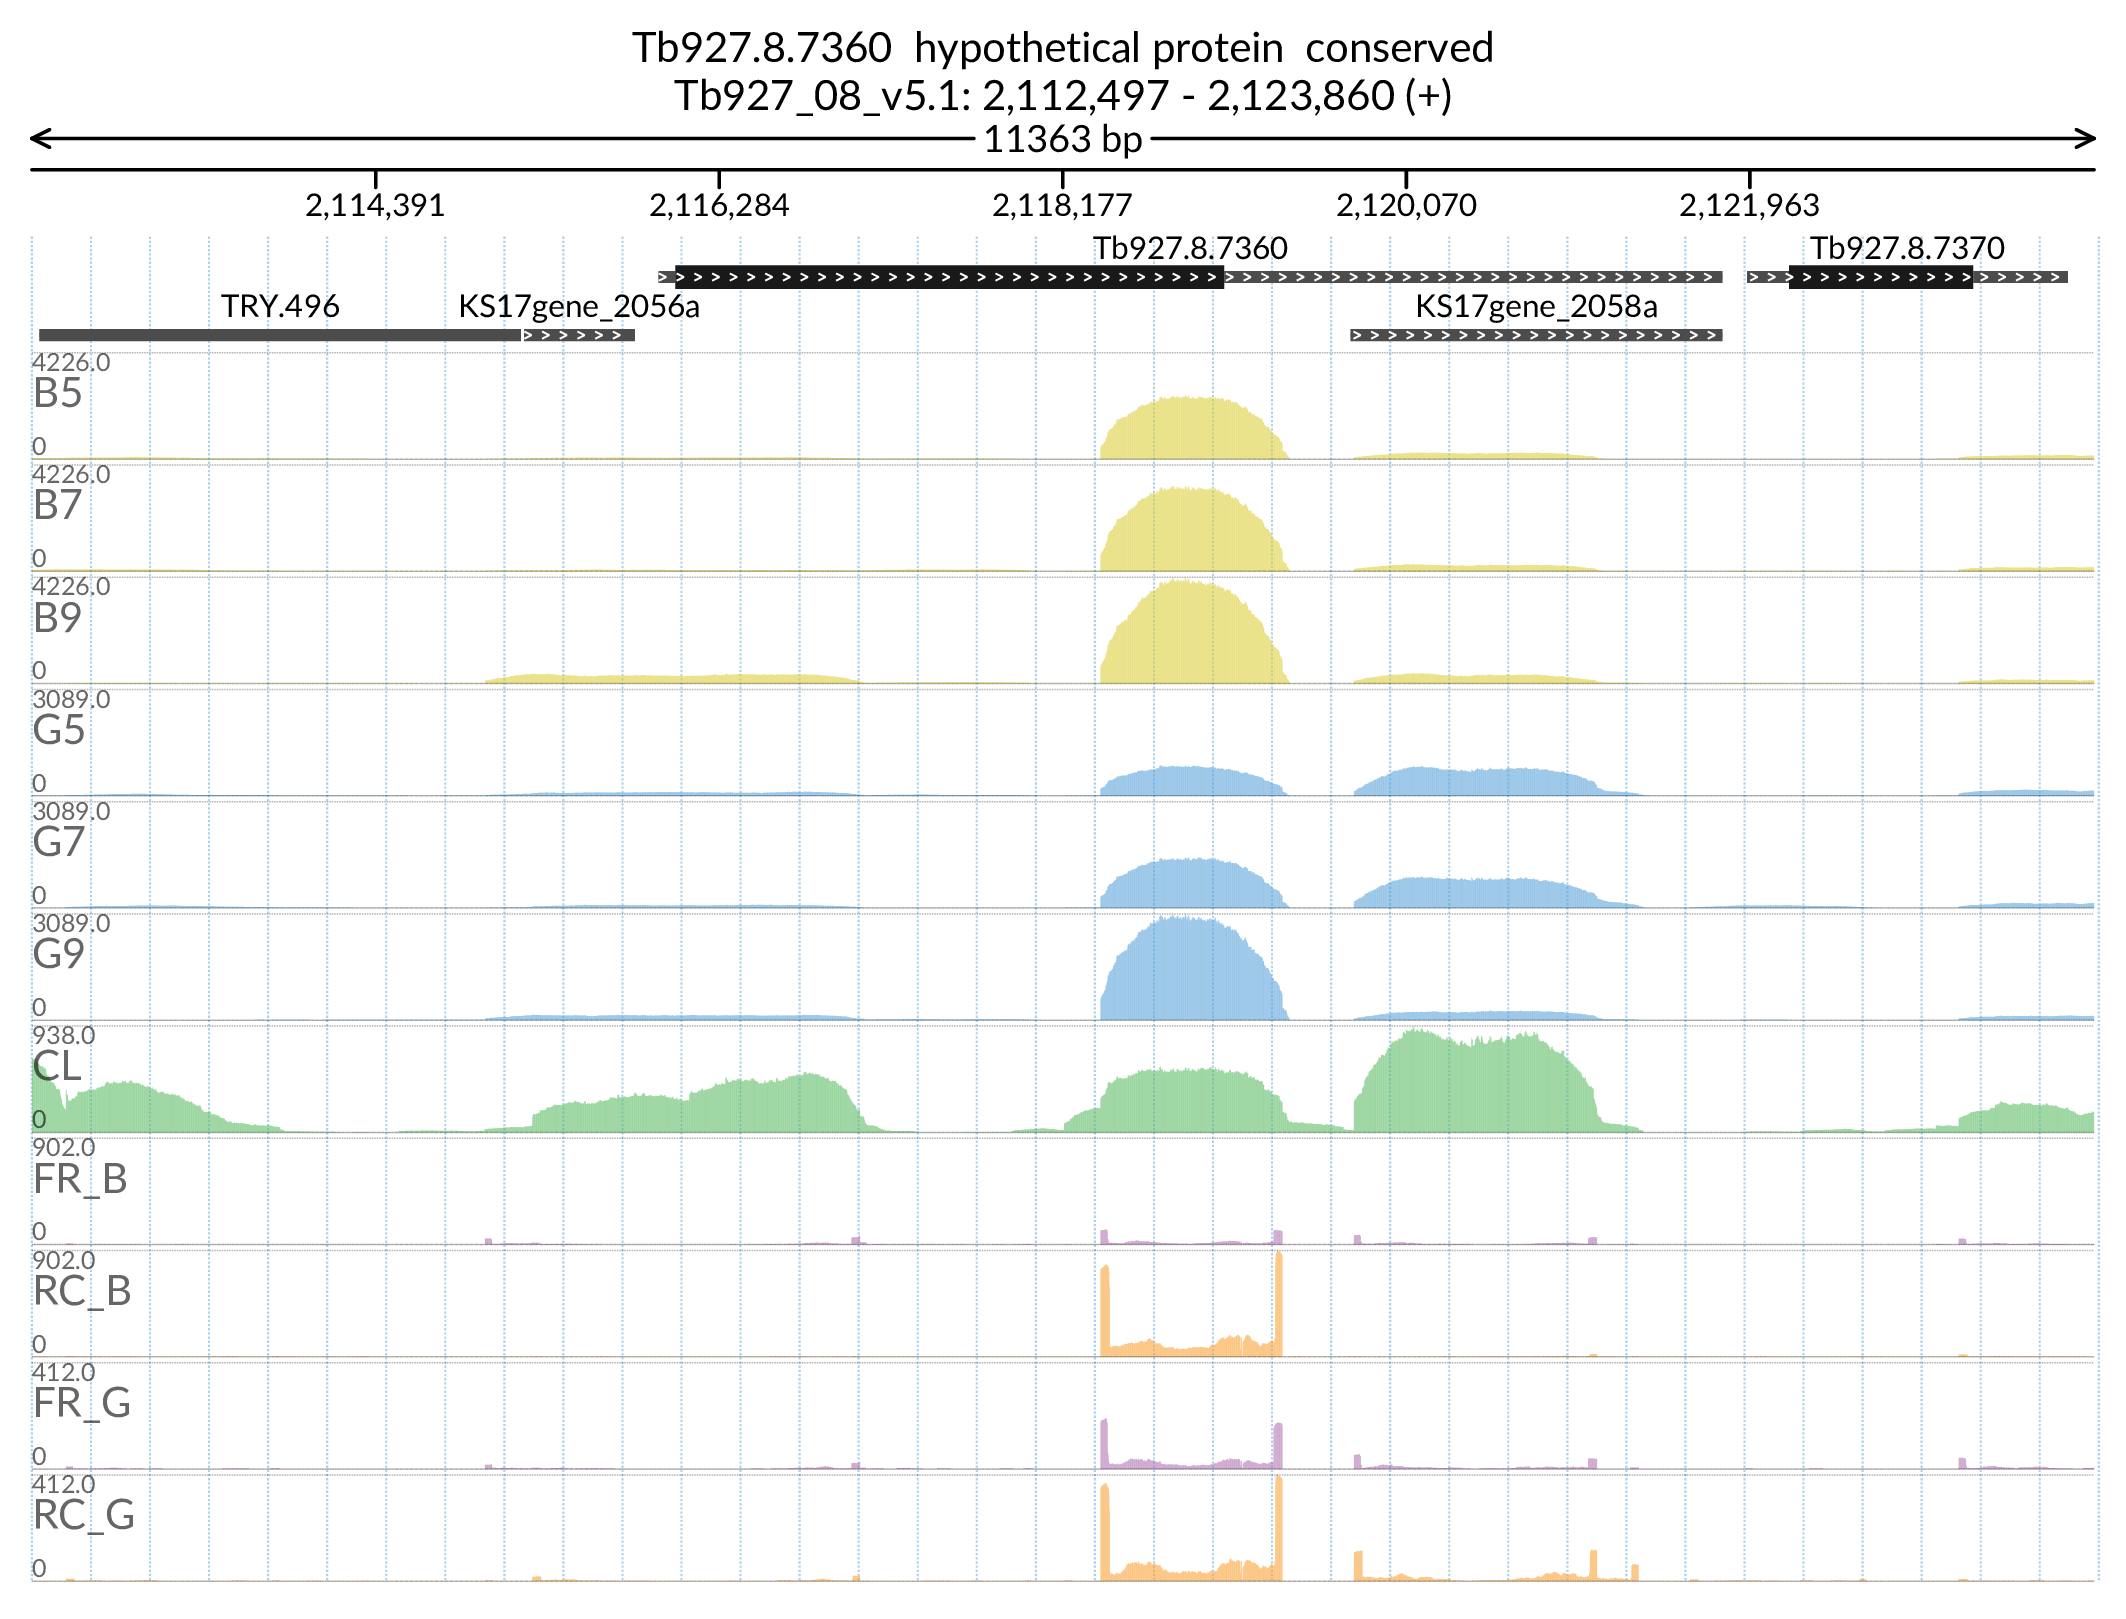 Tb927.8.7360  hypothetical protein  conserved
Tb927_08_v5.1: 2,112,497 - 2,123,860 (+)
11363 bp
2,114,391 2,116,284 2,118,177 2,120,070 2,121,963
Tb927.8.7360 Tb927.8.7370
TRY.496 KS17gene_2056a KS17gene_2058a
4226.0
B5
0
4226.0
B7
0
4226.0
B9
0
3089.0
G5
0
3089.0
G7
0
3089.0
G9
0
938.0
CL
0
902.0
FR_B
0
902.0
RC_B
0
412.0
FR_G
0
412.0
RC_G
0